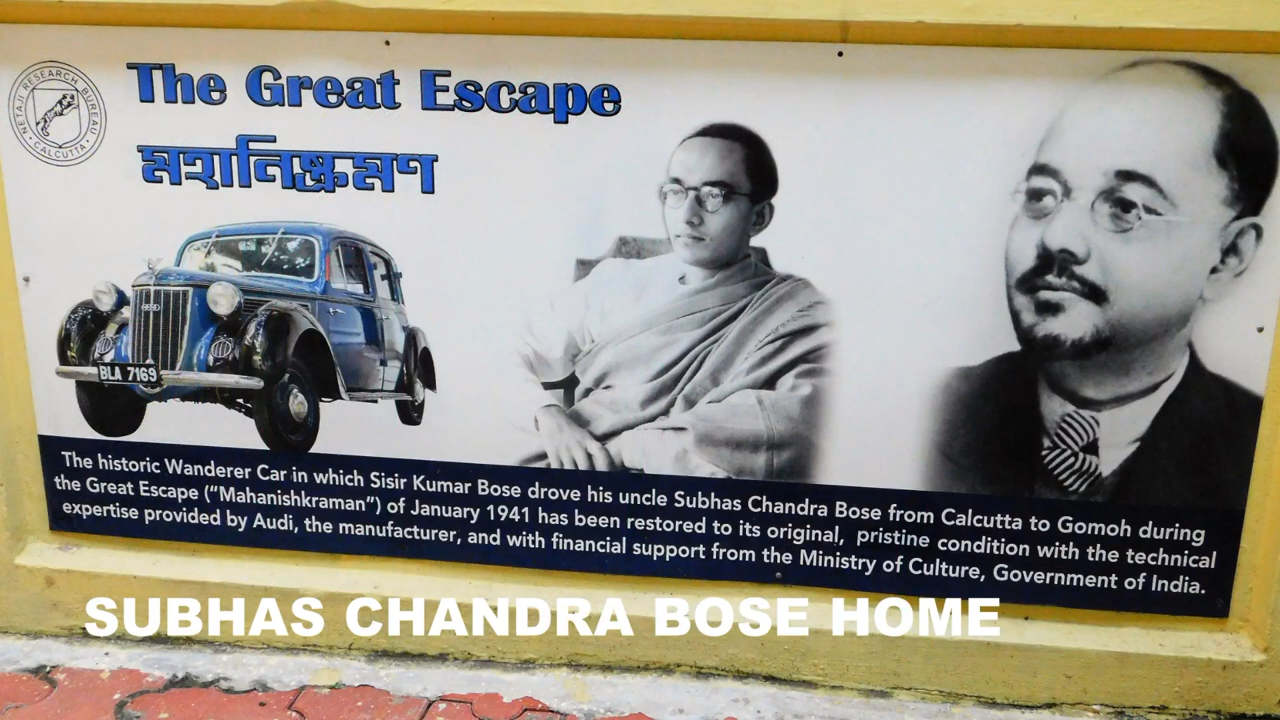 NETAJI RESEARCH BUREAU
CALCUTTA
The Great Escape
মহানিষ্ক্রমণ
BLA 7169
The historic Wanderer Car in which Sisir Kumar Bose drove his uncle Subhas Chandra Bose from Calcutta to Gomoh during
the Great Escape (“Mahanishkraman”) of January 1941 has been restored to its original, pristine condition with the technical
expertise provided by Audi, the manufacturer, and with financial support from the Ministry of Culture, Government of India.
SUBHAS CHANDRA BOSE HOME